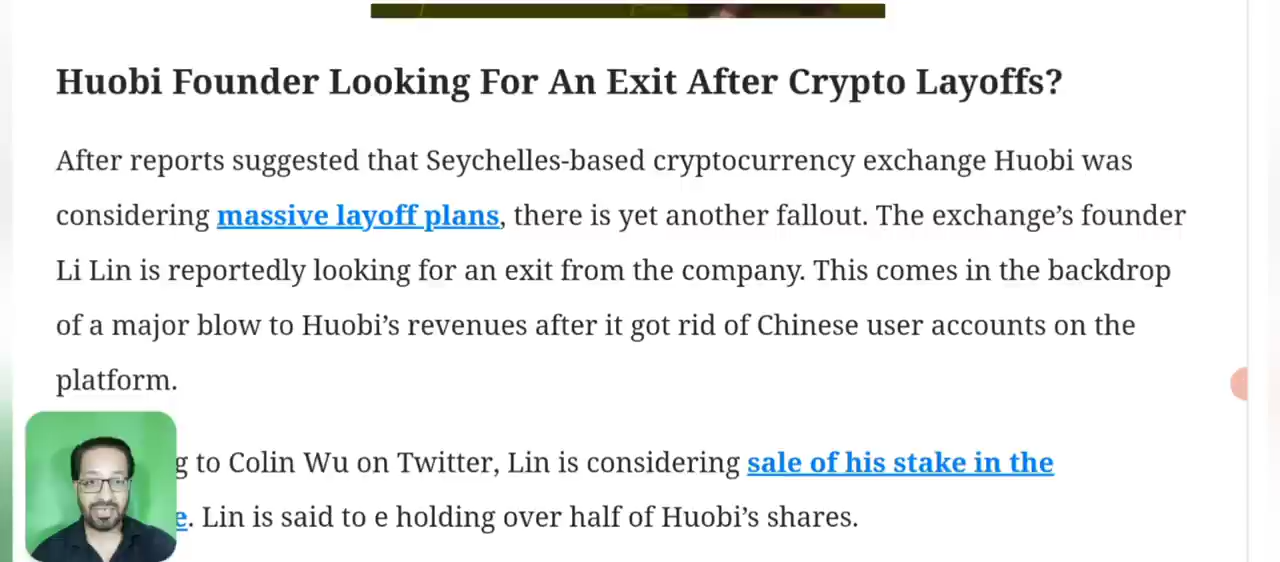 Huobi Founder Looking For An Exit After Crypto Layoffs?
After reports suggested that Seychelles-based cryptocurrency exchange Huobi was
considering massive layoff plans, there is yet another fallout. The exchange’s founder
Li Lin is reportedly looking for an exit from the company. This comes in the backdrop
of a major blow to Huobi’s revenues after it got rid of Chinese user accounts on the
platform.
to Colin Wu on Twitter, Lin is considering sale of his stake in the
Lin is said to e holding over half of Huobi’s shares.